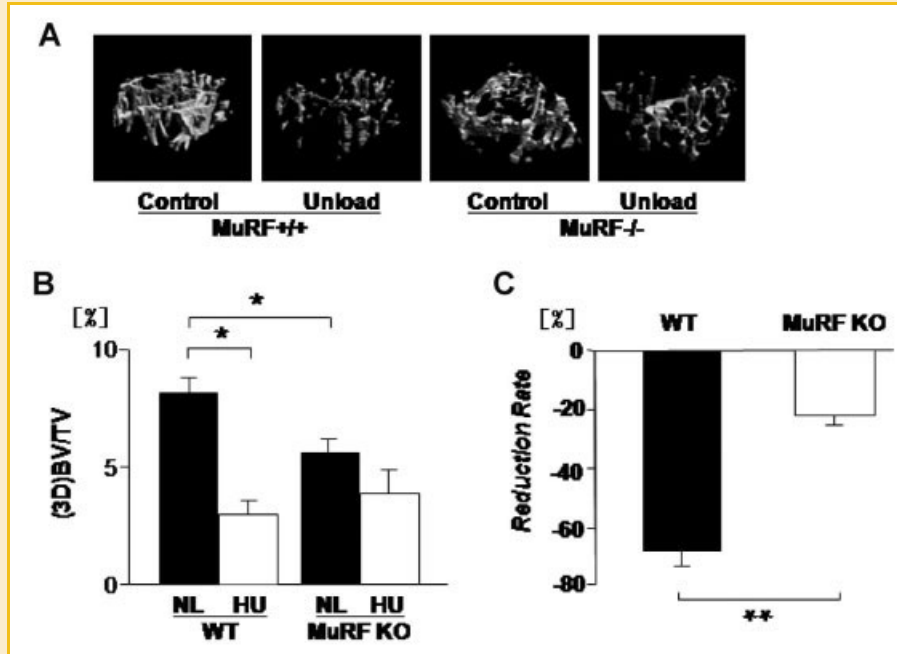 A
Control Unload Control Unload
MuRF+/+ MuRF-/-
B
[%]
* 
*
10
5
0
(3D)BV/TV
NL HU NL HU
WT MuRF KO
C
[%] WT MuRF KO
0
-20
-40
-60
-80
Reduction Rate
**